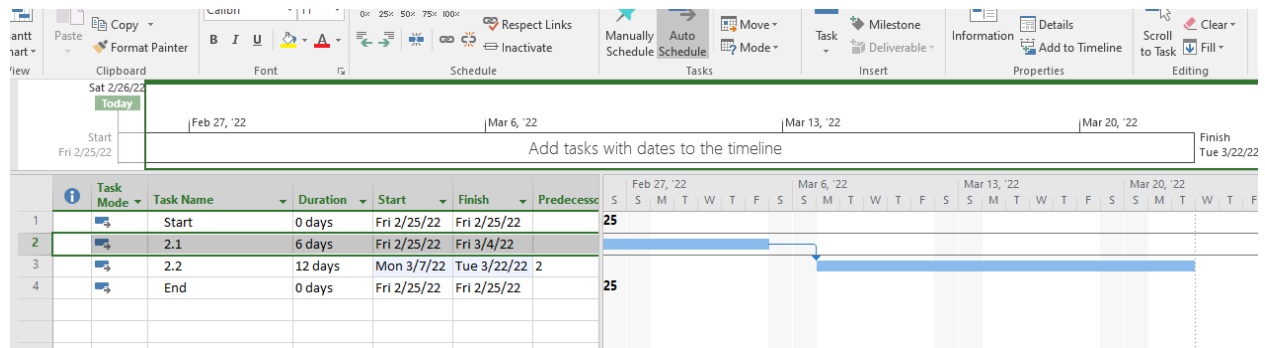 Calibri 11 0× 25× 50× 75× 100×
Copy Respect Links Move Milestone Details Clear
Paste Manually Auto Task Information Scroll
Format Painter B I U A Inactivate Schedule Schedule Mode Deliverable Add to Timeline to Task Fill
Clipboard Font Schedule Tasks Insert Properties Editing
Sat 2/26/22
Today
Feb 27, '22 Mar 6, '22 Mar 13, '22 Mar 20, '22
Start Finish
Fri 2/25/22 Add tasks with dates to the timeline Tue 3/22/22
Feb 27, '22 Mar 6, '22 Mar 13, '22 Mar 20, '22
Task Mode Task Name Duration Start Finish Predecesso S S M T W T F S S M T W T F S S M T W T F S S M T W T F
1 Start 0 days Fri 2/25/22 Fri 2/25/22 25
2 2.1 6 days Fri 2/25/22 Fri 3/4/22
3 2.2 12 days Mon 3/7/22 Tue 3/22/22 2
4 End 0 days Fri 2/25/22 Fri 2/25/22 25